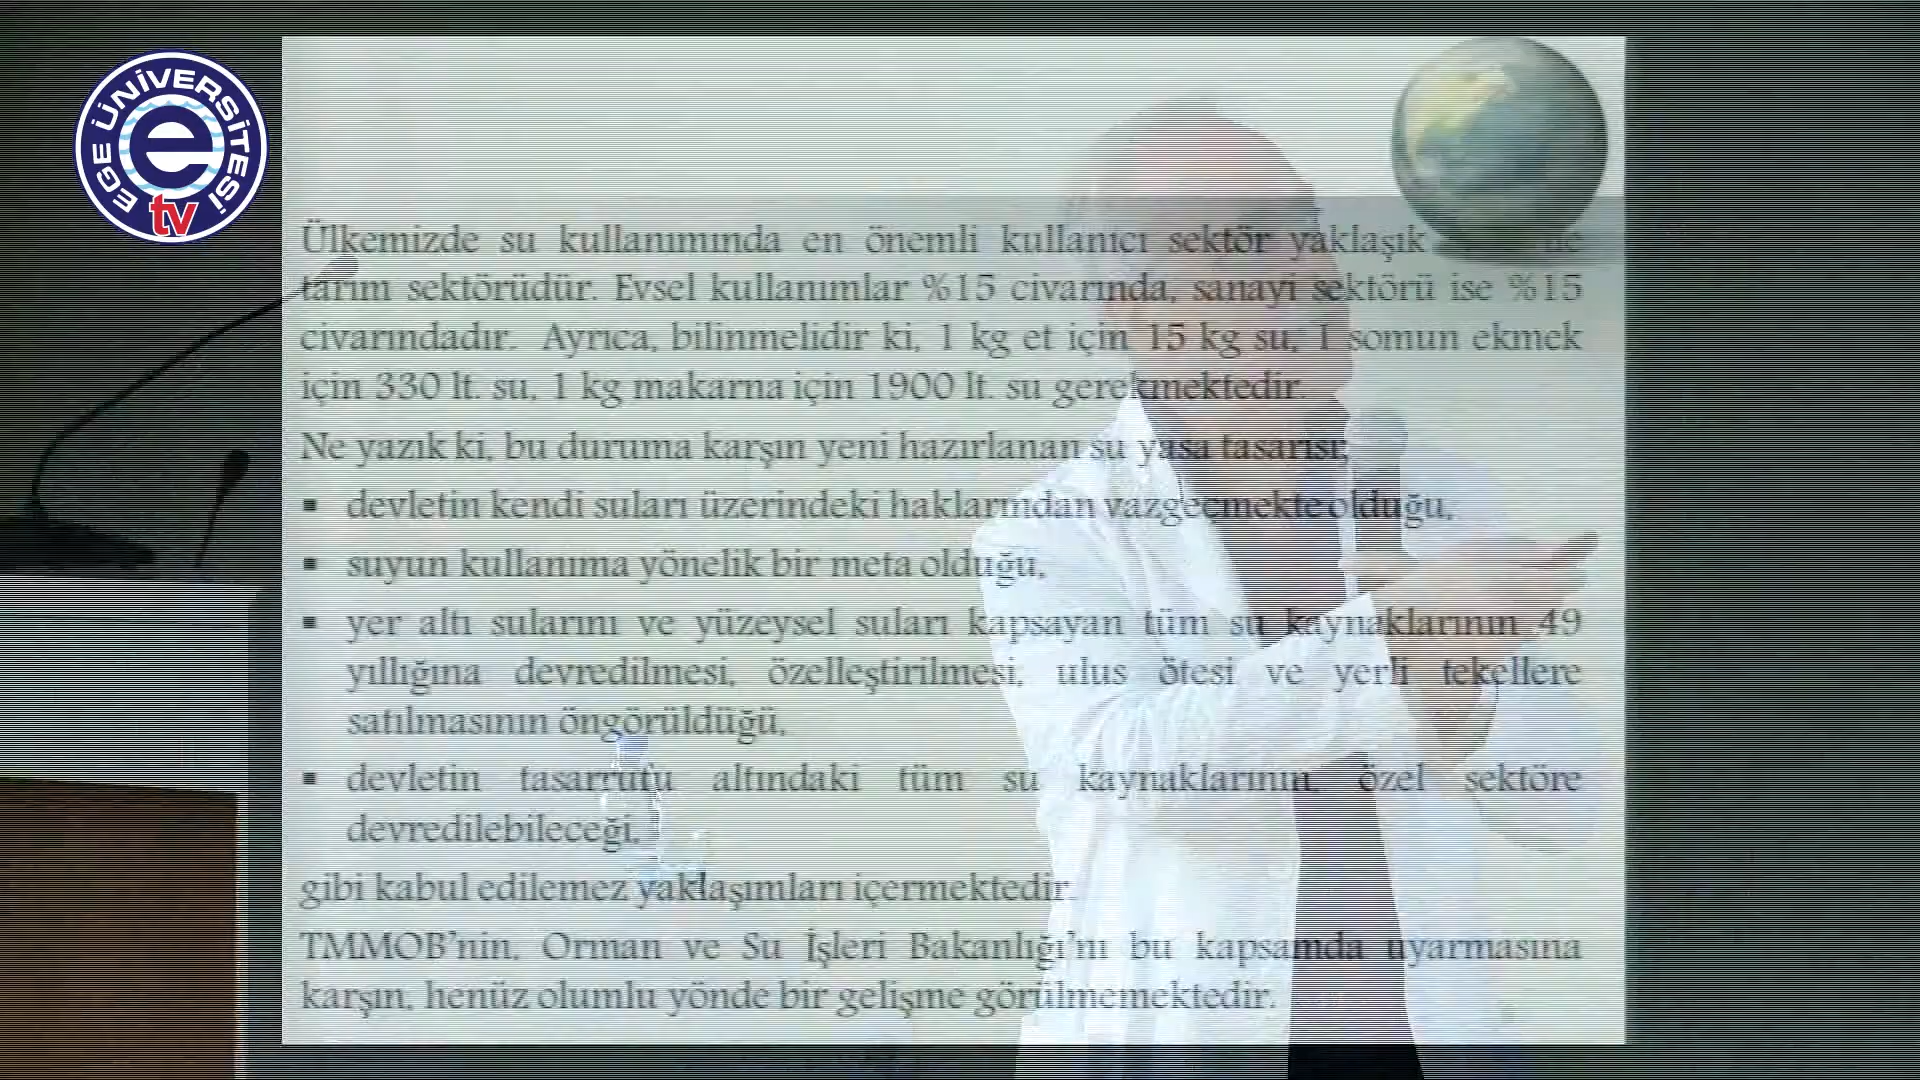 EGE ÜNİVERSİTESİ
e
tv
Ülkemizde su kullanımında en önemli kullanıcı sektör yaklaşık
tarım sektörüdür. Evsel kullanımlar %15 civarında, sanayi sektörü ise %15
civarındadır. Ayrıca, bilinmelidir ki, 1 kg et için 15 kg su, 1 somun ekmek
için 330 lt. su, 1 kg makarna için 1900 lt. su gerekmektedir.
Ne yazık ki, bu duruma karşın yeni hazırlanan su yasa tasarısı;
▪ devletin kendi suları üzerindeki haklarından vazgeçmekte olduğu,
▪ suyun kullanıma yönelik bir meta olduğu,
▪ yer altı sularını ve yüzeysel suları kapsayan tüm su kaynaklarının 49
yıllığına devredilmesi, özelleştirilmesi, ulus ötesi ve yerli tekellere
satılmasının öngörüldüğü,
▪ devletin tasarrufu altındaki tüm su kaynaklarının, özel sektöre
devredilebileceği,
gibi kabul edilemez yaklaşımları içermektedir.
TMMOB’nin, Orman ve Su İşleri Bakanlığı’nı bu kapsamda uyarmasına
karşın, henüz olumlu yönde bir gelişme görülmemektedir.